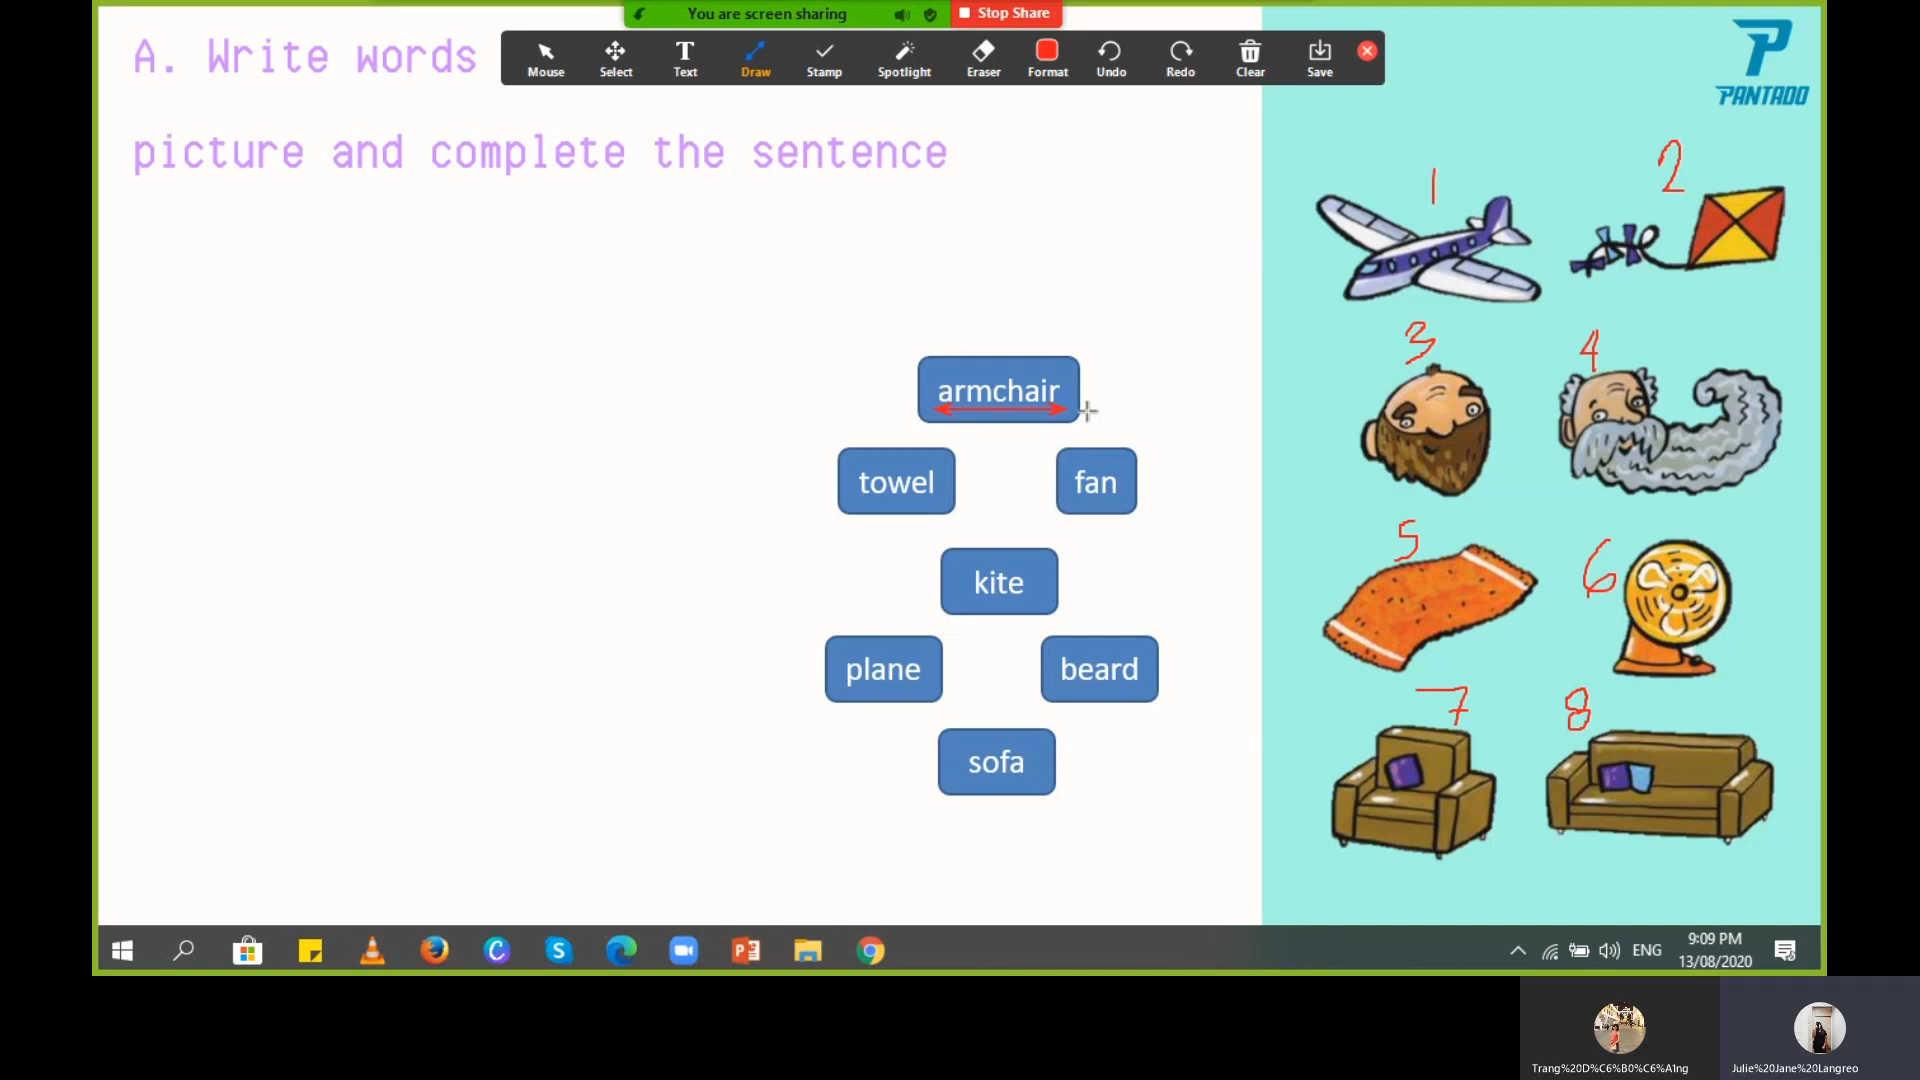 You are screen sharing
Stop Share
A. Write words
Mouse
Select
Text
Draw
Stamp
Spotlight
Eraser
Format
Undo
Redo
Clear
Save
picture and complete the sentence
PANTADO
1
2
3
4
5
6
7
8
armchair
towel
fan
kite
plane
beard
sofa
ENG
9:09 PM
13/08/2020
Trang%20D%C6%B0%C6%A1ng
Julie%20Jane%20Langreo